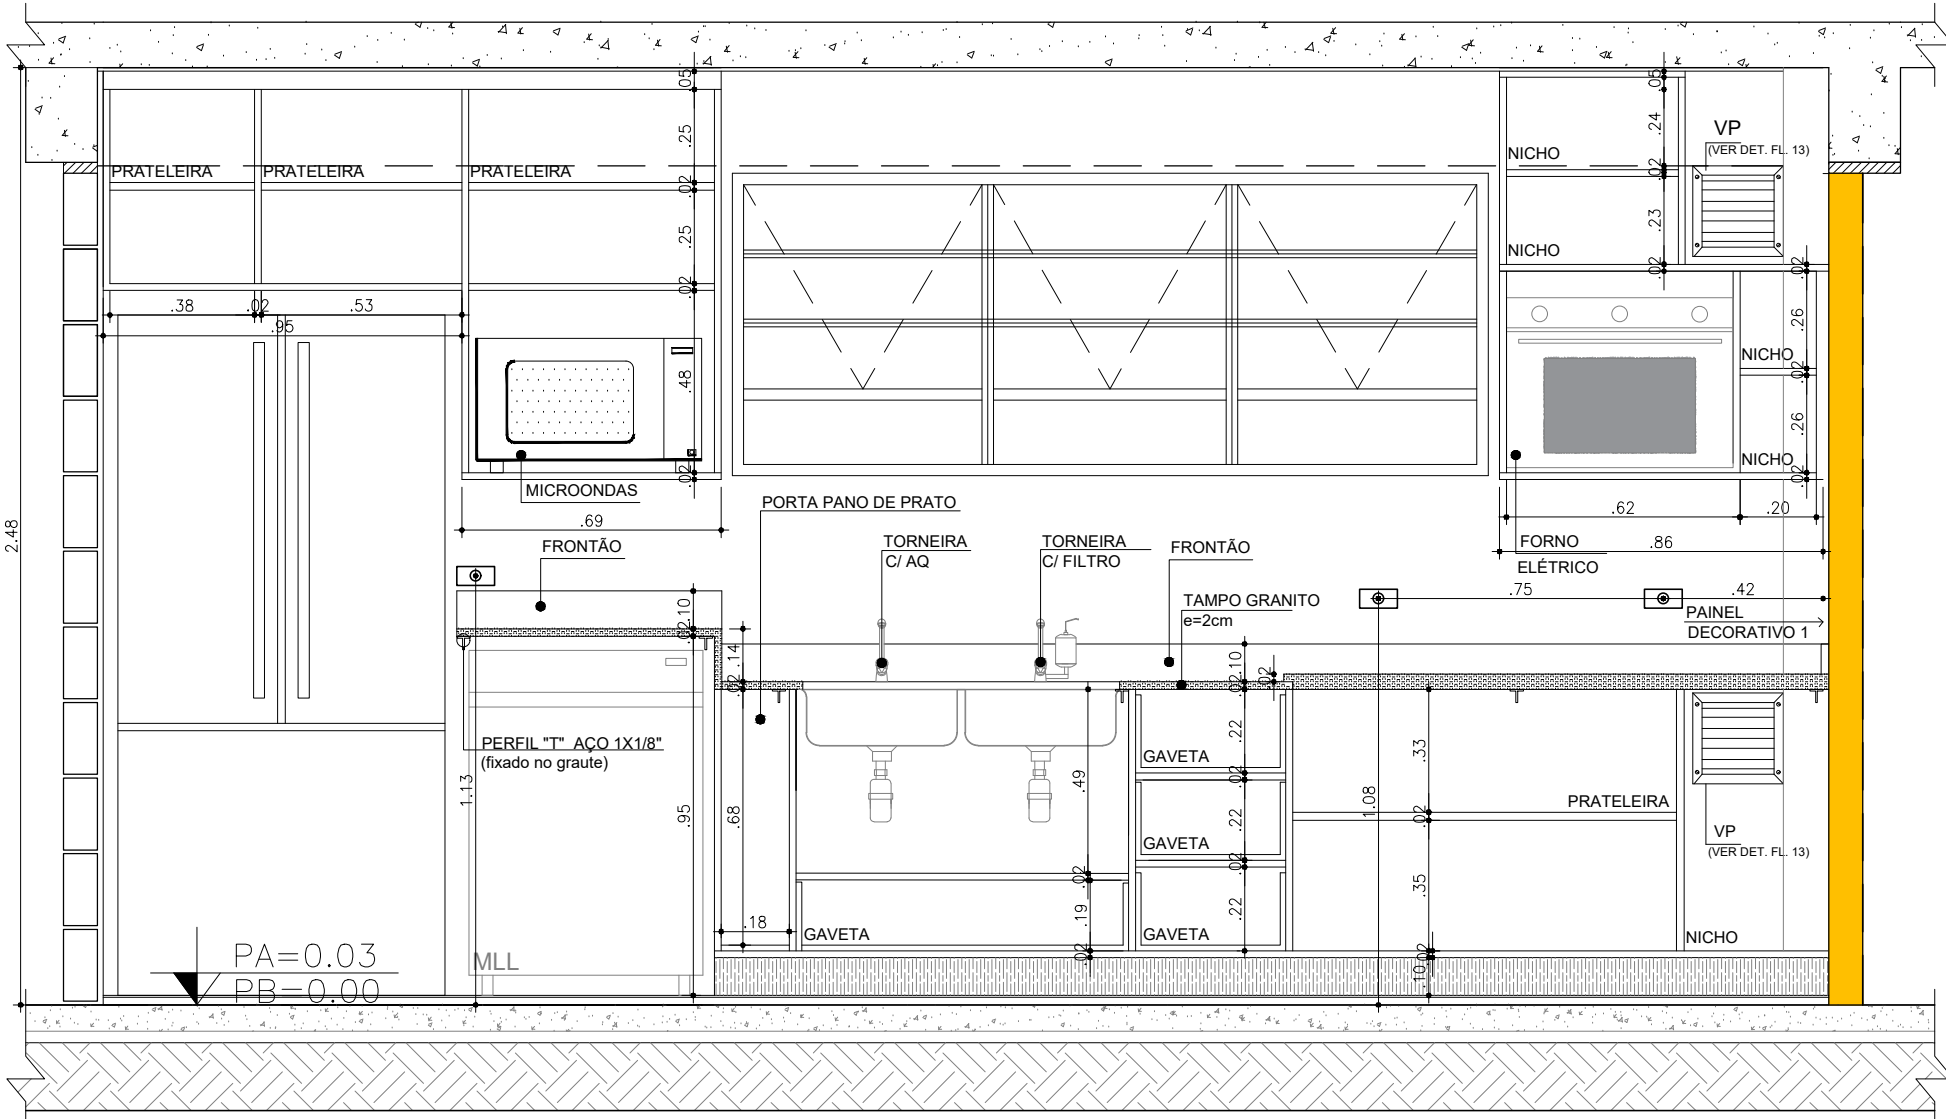 .05
.05
.25
.24
VP
(VER DET. FL. 13)
NICHO
PRATELEIRA
PRATELEIRA
PRATELEIRA
.02
.02
.25
.23
NICHO
.02
.02
.02
.38
.02
.53
.95
.26
NICHO
.02
.48
.26
NICHO
.02
.02
MICROONDAS
PORTA PANO DE PRATO
.69
.62
.20
2.48
FRONTÃO
TORNEIRA
C/ AQ
TORNEIRA
C/ FILTRO
FRONTÃO
FORNO
ELÉTRICO
.86
.75
.42
.10
.02
TAMPO GRANITO
e=2cm
PAINEL
DECORATIVO 1
.14
.02
.10
.02
.02
PERFIL "T" AÇO 1X1/8"
(fixado no graute)
.22
.33
GAVETA
.02
1.13
.95
.68
.49
1.08
PRATELEIRA
.02
.22
GAVETA
.02
VP
(VER DET. FL. 13)
.02
.35
.22
.19
.18
GAVETA
GAVETA
NICHO
.02
.02
.10
PA=0.03
PB=0.00
MLL